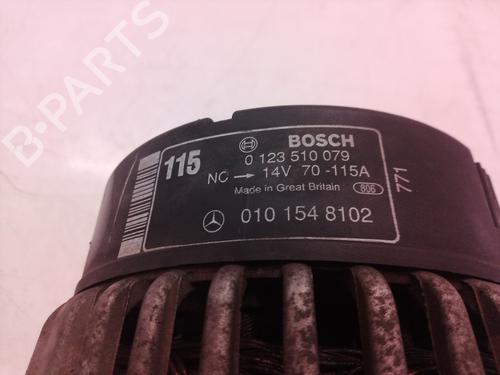 BOSCH
115
0 123 510 079
NC → 14V 70 -115A
Made in Great Britain
806
771
010 154 8102
B-PARTS